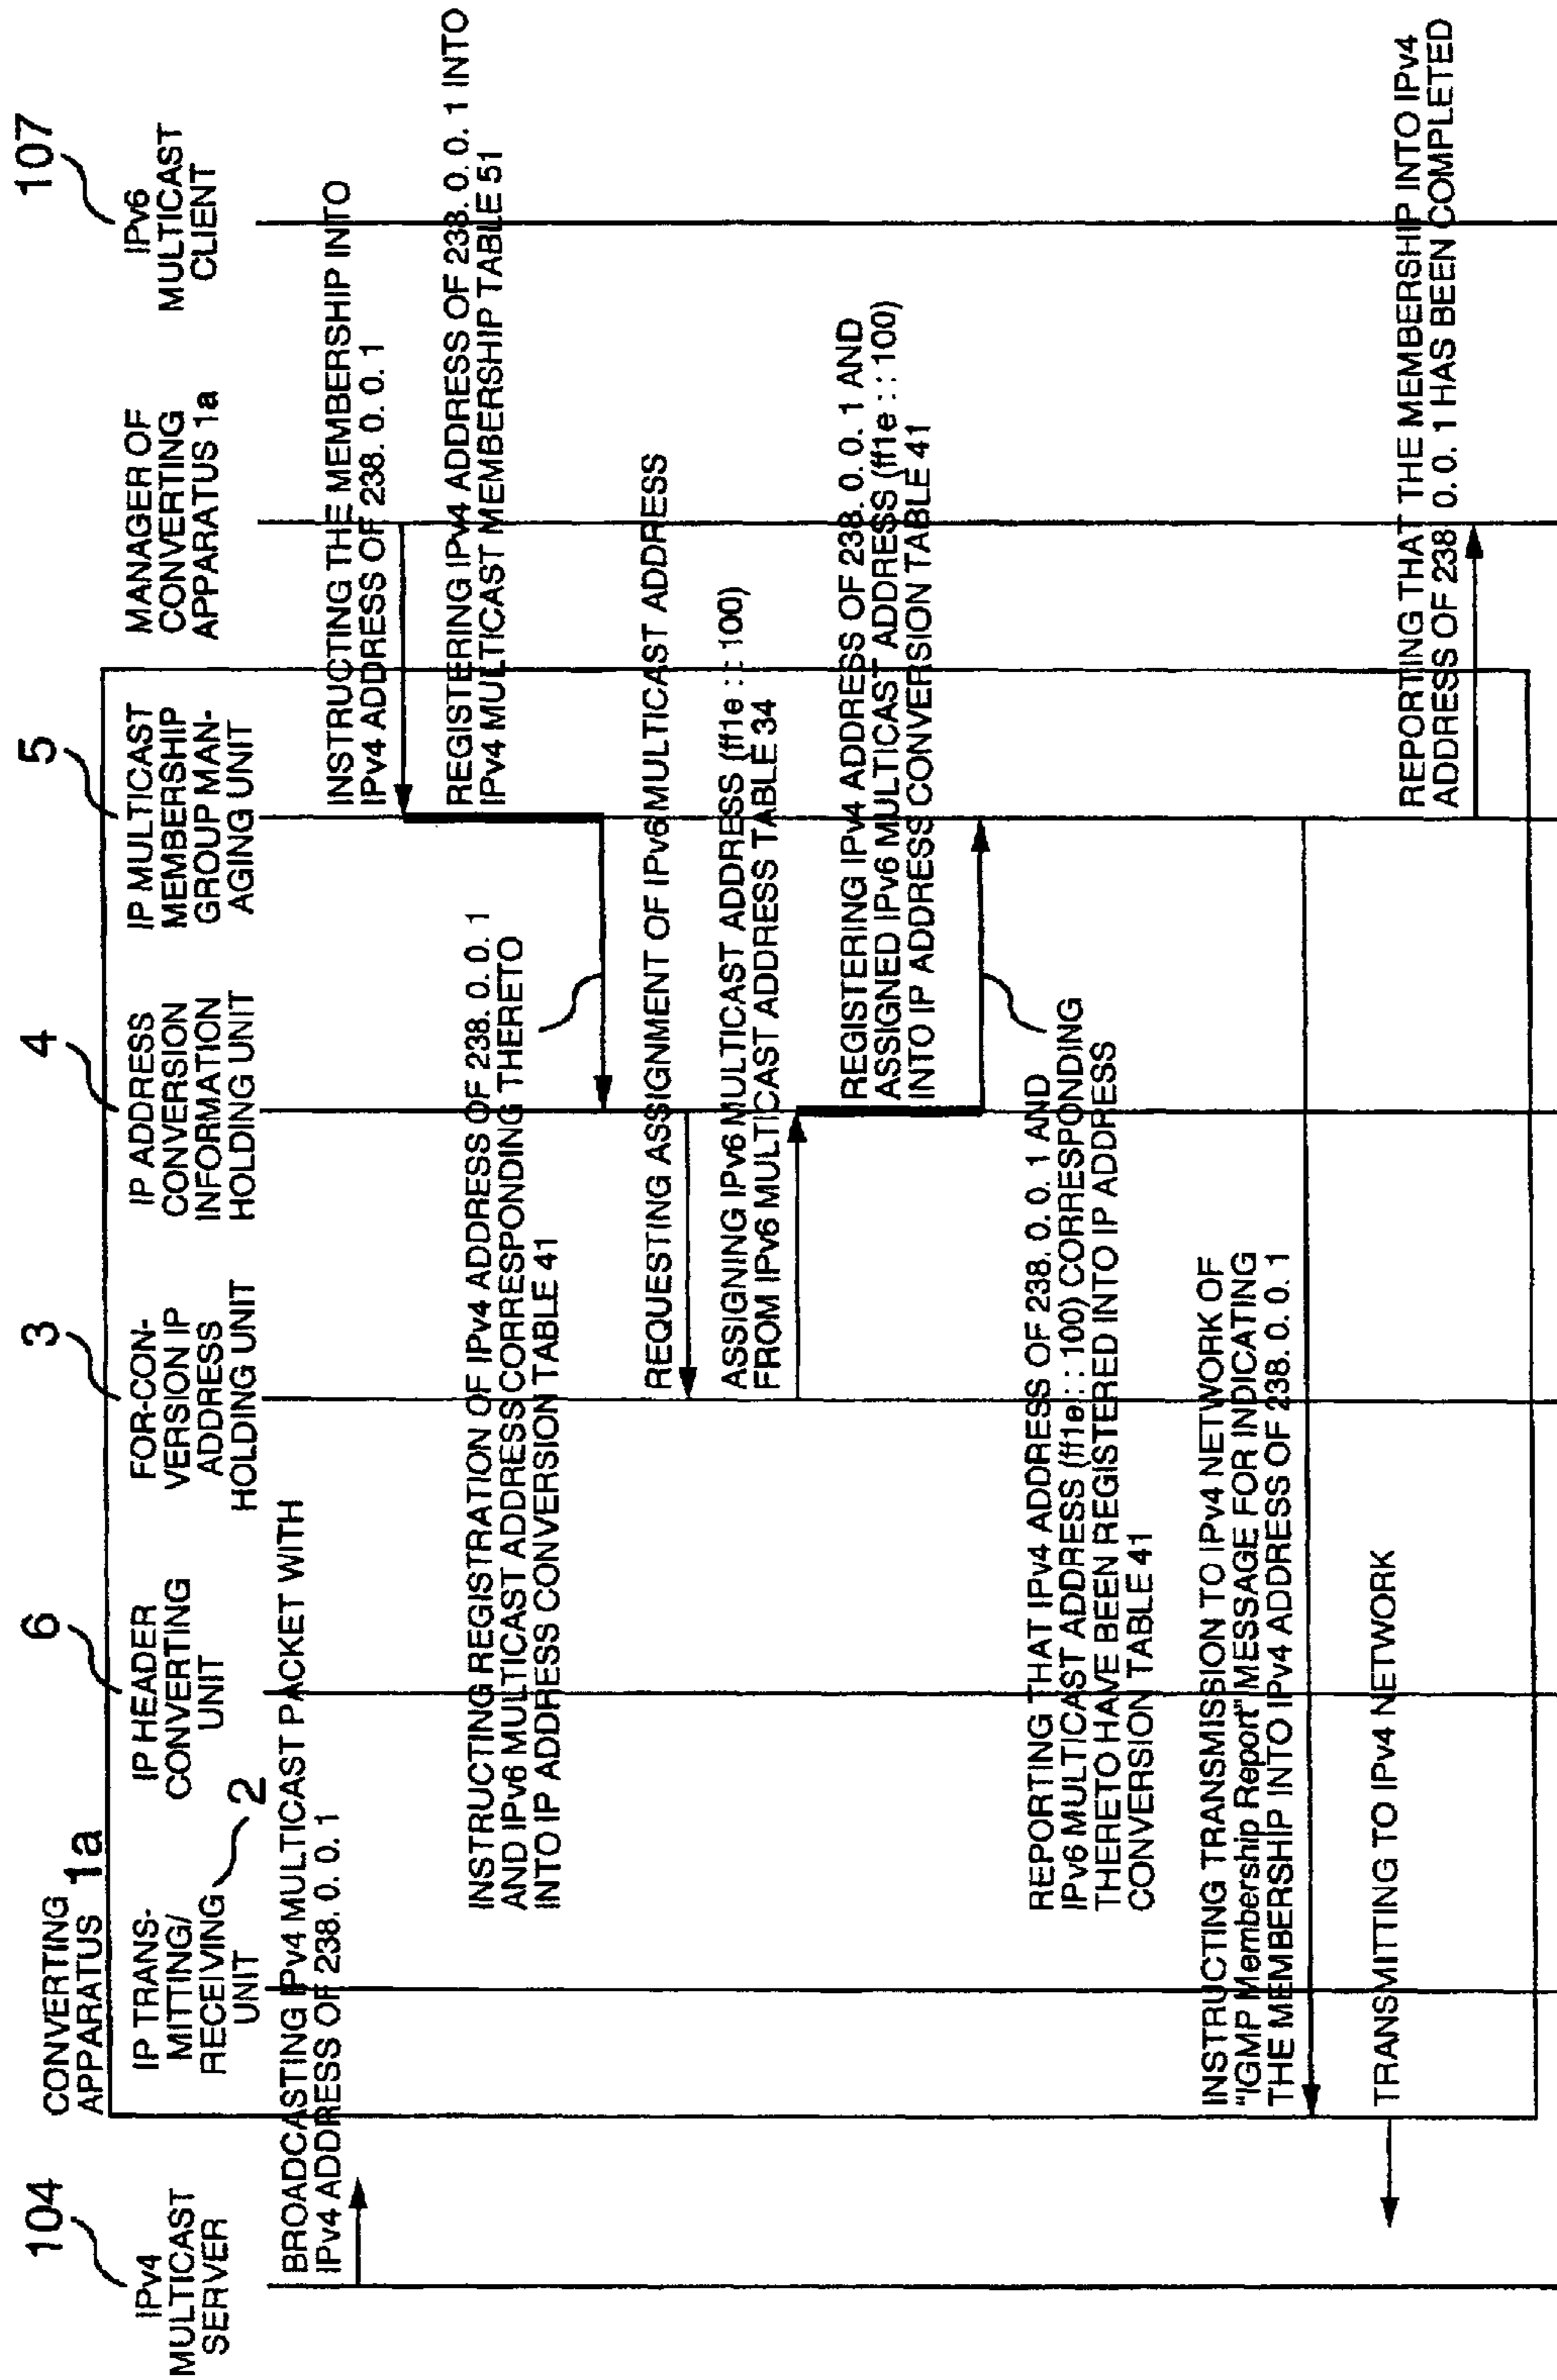 104
IPv4
MULTICAST
SERVER
CONVERTING
APPARATUS 1a
IP TRANS-
MITTING/
RECEIVING
UNIT
2
6
IP HEADER
CONVERTING
UNIT
3
FOR-CON-
VERSION IP
ADDRESS
HOLDING UNIT
4
IP ADDRESS
CONVERSION
INFORMATION
HOLDING UNIT
5
IP MULTICAST
MEMBERSHIP
GROUP MAN-
AGING UNIT
MANAGER OF
CONVERTING
APPARATUS 1a
107
IPv6
MULTICAST
CLIENT
BROADCASTING IPv4 MULTICAST PACKET WITH
IPv4 ADDRESS OF 238. 0. 0. 1
INSTRUCTING THE MEMBERSHIP INTO
IPv4 ADDRESS OF 238. 0. 0. 1
REGISTERING IPv4 ADDRESS OF 238. 0. 0. 1 INTO
IPv4 MULTICAST MEMBERSHIP TABLE 51
INSTRUCTING REGISTRATION OF IPv4 ADDRESS OF 238. 0. 0. 1
AND IPv6 MULTICAST ADDRESS CORRESPONDING THERETO
INTO IP ADDRESS CONVERSION TABLE 41
REQUESTING ASSIGNMENT OF IPv6 MULTICAST ADDRESS
ASSIGNING IPv6 MULTICAST ADDRESS (ff1e : : 100)
FROM IPv6 MULTICAST ADDRESS TABLE 34
REGISTERING IPv4 ADDRESS OF 238. 0. 0. 1 AND
ASSIGNED IPv6 MULTICAST ADDRESS (ff1e : : 100)
INTO IP ADDRESS CONVERSION TABLE 41
REPORTING THAT IPv4 ADDRESS OF 238. 0. 0. 1 AND
IPv6 MULTICAST ADDRESS (ff1e : : 100) CORRESPONDING
THERETO HAVE BEEN REGISTERED INTO IP ADDRESS
CONVERSION TABLE 41
INSTRUCTING TRANSMISSION TO IPv4 NETWORK OF
"IGMP Membership Report" MESSAGE FOR INDICATING
THE MEMBERSHIP INTO IPv4 ADDRESS OF 238. 0. 0. 1
TRANSMITTING TO IPv4 NETWORK
REPORTING THAT THE MEMBERSHIP INTO IPv4
ADDRESS OF 238. 0. 0. 1 HAS BEEN COMPLETED